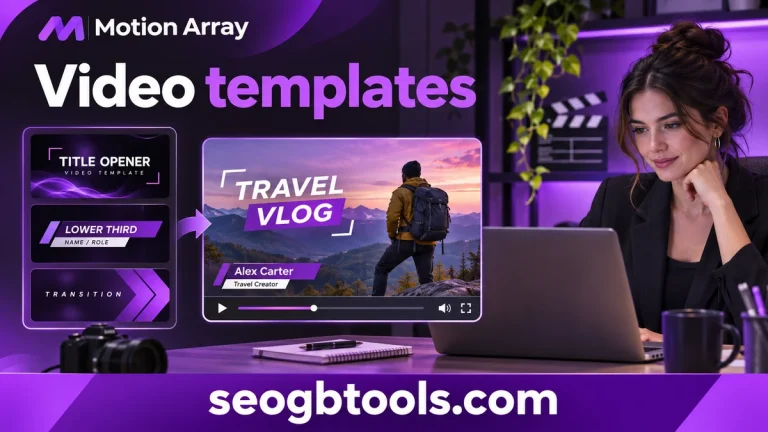 Motion Array
Video templates
TITLE OPENER
VIDEO TEMPLATE
LOWER THIRD
NAME / ROLE
TRANSITION
TRAVEL
VLOG
Alex Carter
Travel Creator
seogbtools.com